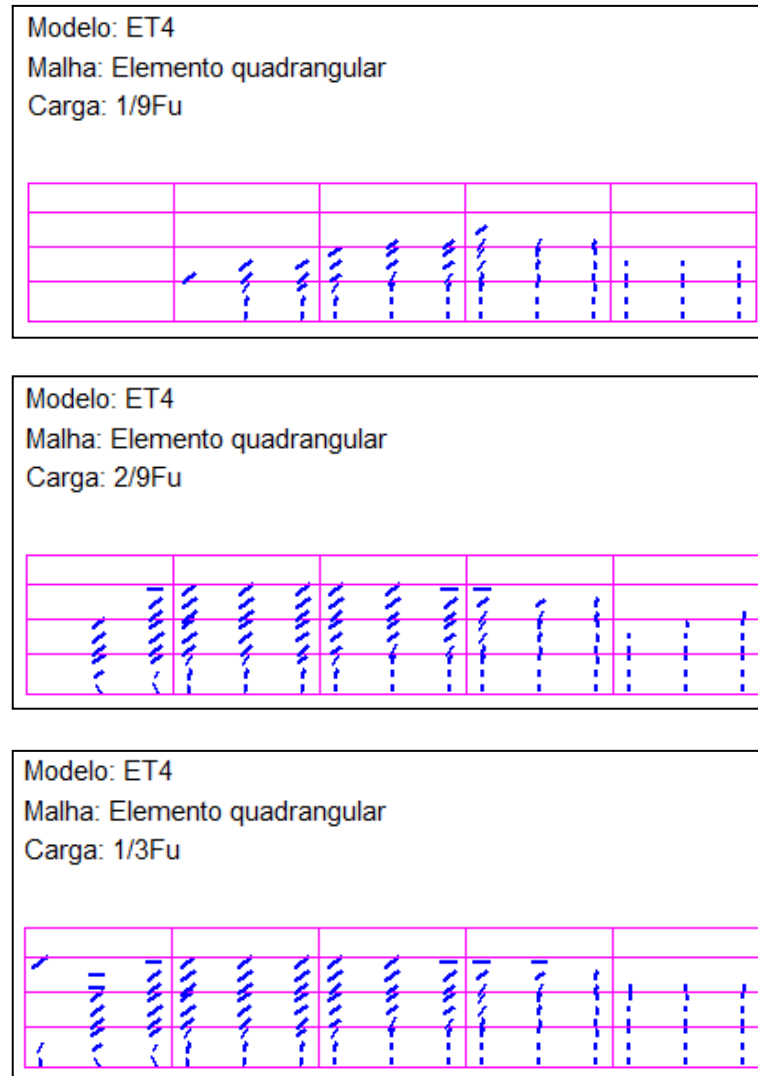 Modelo: ET4
Malha: Elemento quadrangular
Carga: 1/9Fu
Modelo: ET4
Malha: Elemento quadrangular
Carga: 2/9Fu
Modelo: ET4
Malha: Elemento quadrangular
Carga: 1/3Fu